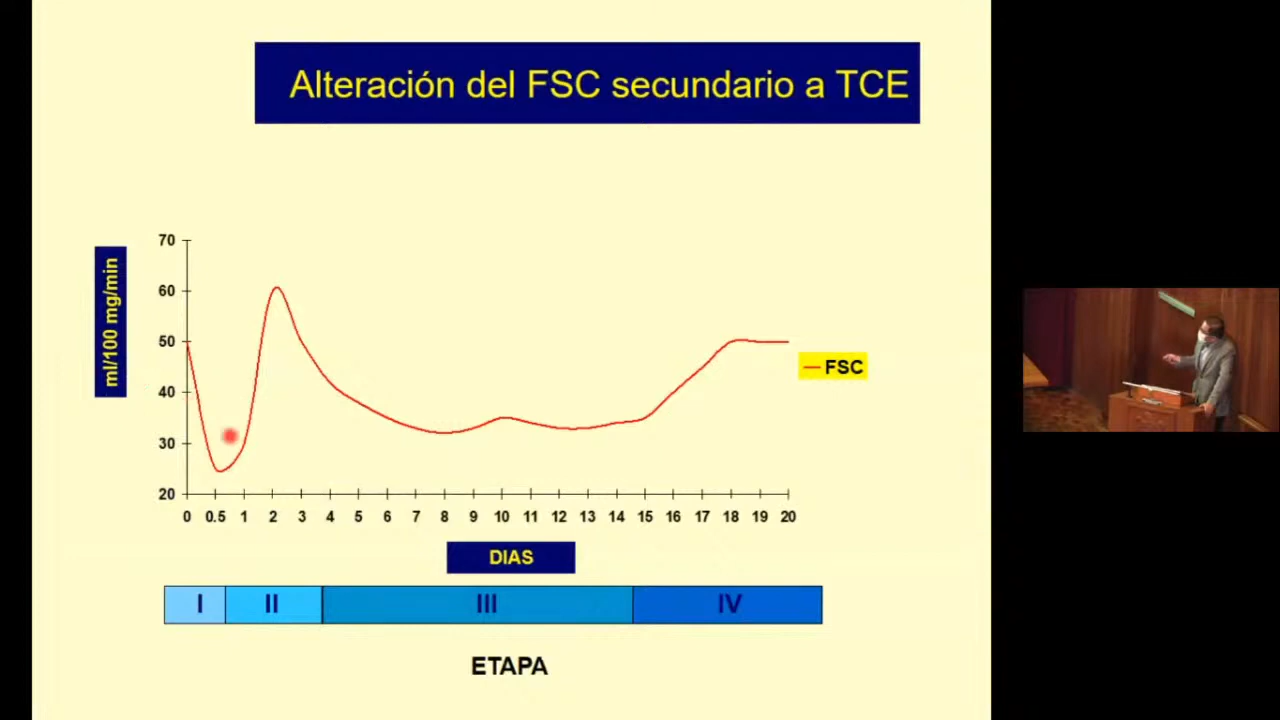 Alteración del FSC secundario a TCE
ml/100 mg/min
70
60
50
40
30
20
FSC
0 0.5 1 2 3 4 5 6 7 8 9 10 11 12 13 14 15 16 17 18 19 20
DIAS
I II III IV
ETAPA